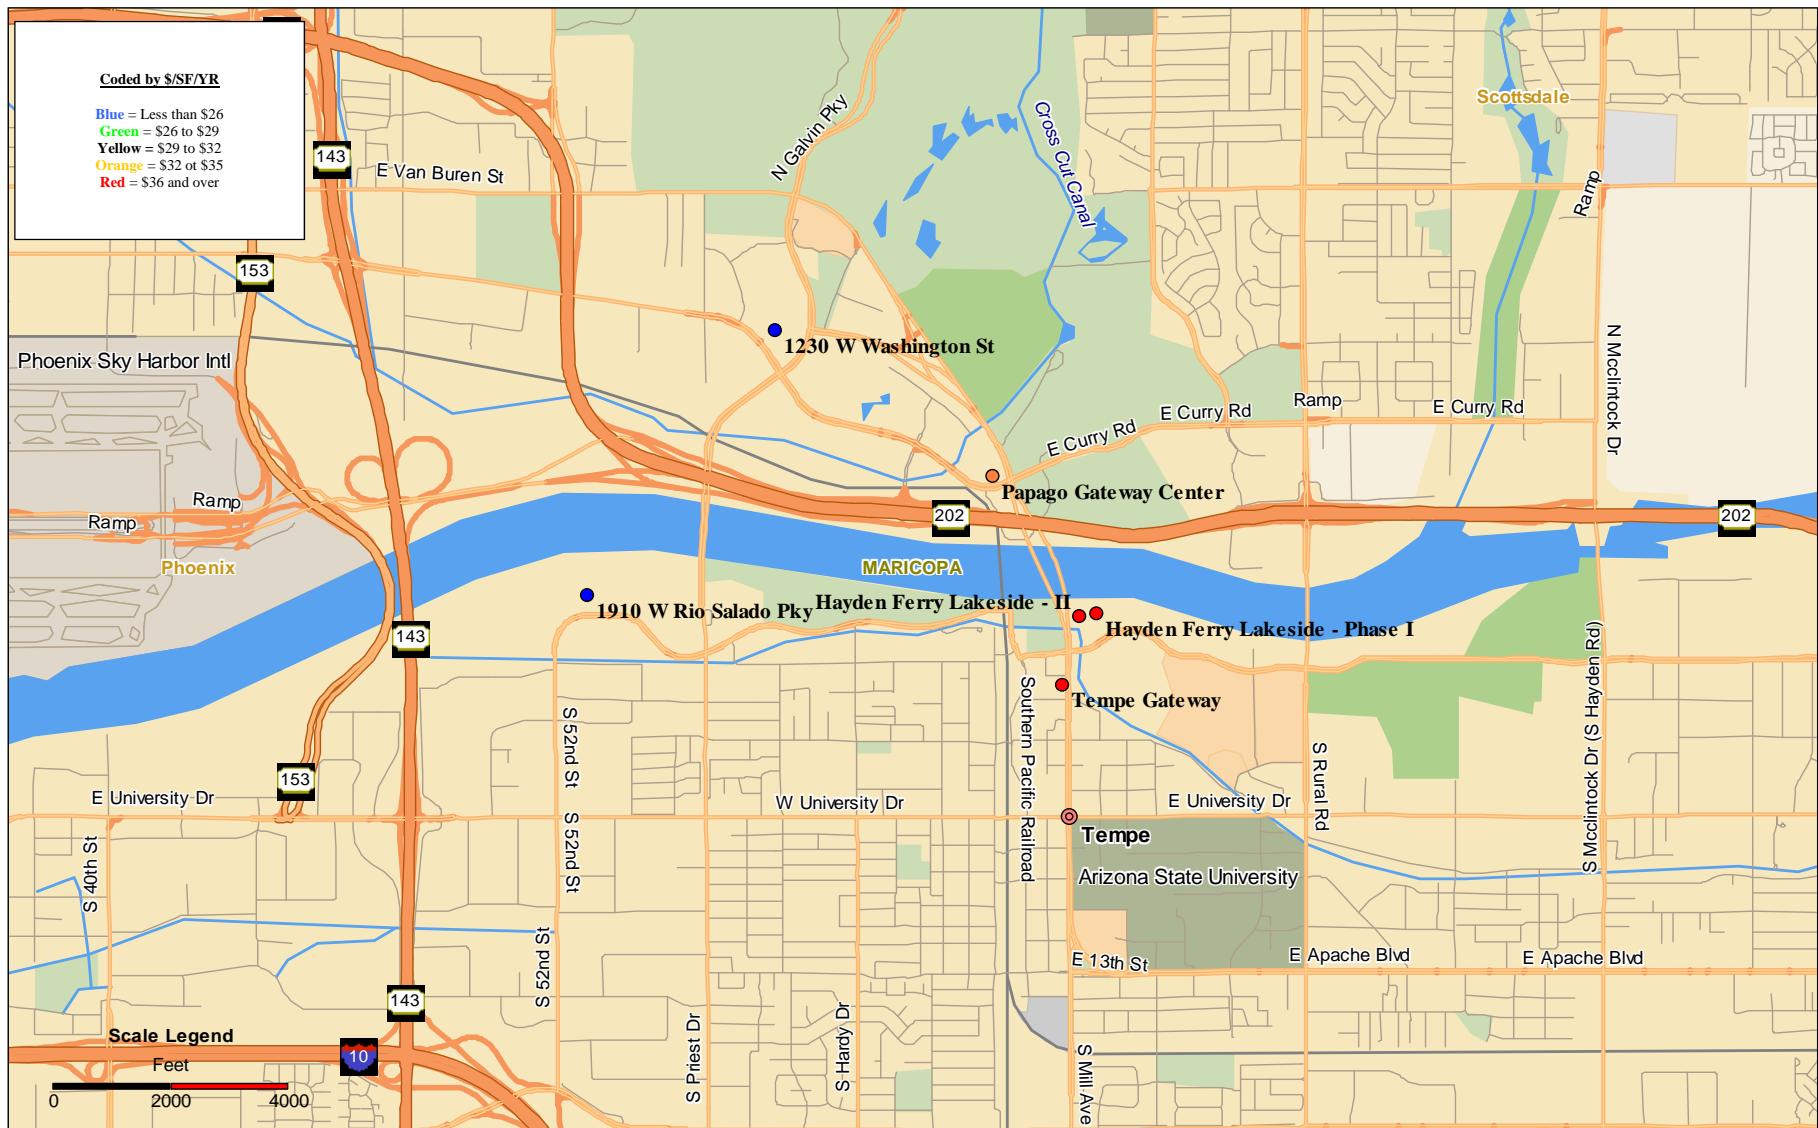 Coded by $/SF/YR
Blue = Less than $26
Green = $26 to $29
Yellow = $29 to $32
Orange = $32 ot $35
Red = $36 and over
143
E Van Buren St
N Galvin Pky
Cross Cut Canal
Scottsdale
Ramp
153
1230 W Washington St
Phoenix Sky Harbor Intl
N Mcclintock Dr
Ramp
E Curry Rd
E Curry Rd
E Curry Rd
Papago Gateway Center
Ramp
Ramp
202
202
Phoenix
MARICOPA
1910 W Rio Salado Pky
Hayden Ferry Lakeside - II
Hayden Ferry Lakeside - Phase I
143
Tempe Gateway
Southern Pacific Railroad
S Mcclintock Dr (S Hayden Rd)
S 52nd St
S Rural Rd
153
E University Dr
W University Dr
E University Dr
S 52nd St
Tempe
S 40th St
Arizona State University
S 52nd St
E 13th St
E Apache Blvd
E Apache Blvd
143
S Priest Dr
S Hardy Dr
S Mill Ave
Scale Legend
Feet
10
0 2000 4000